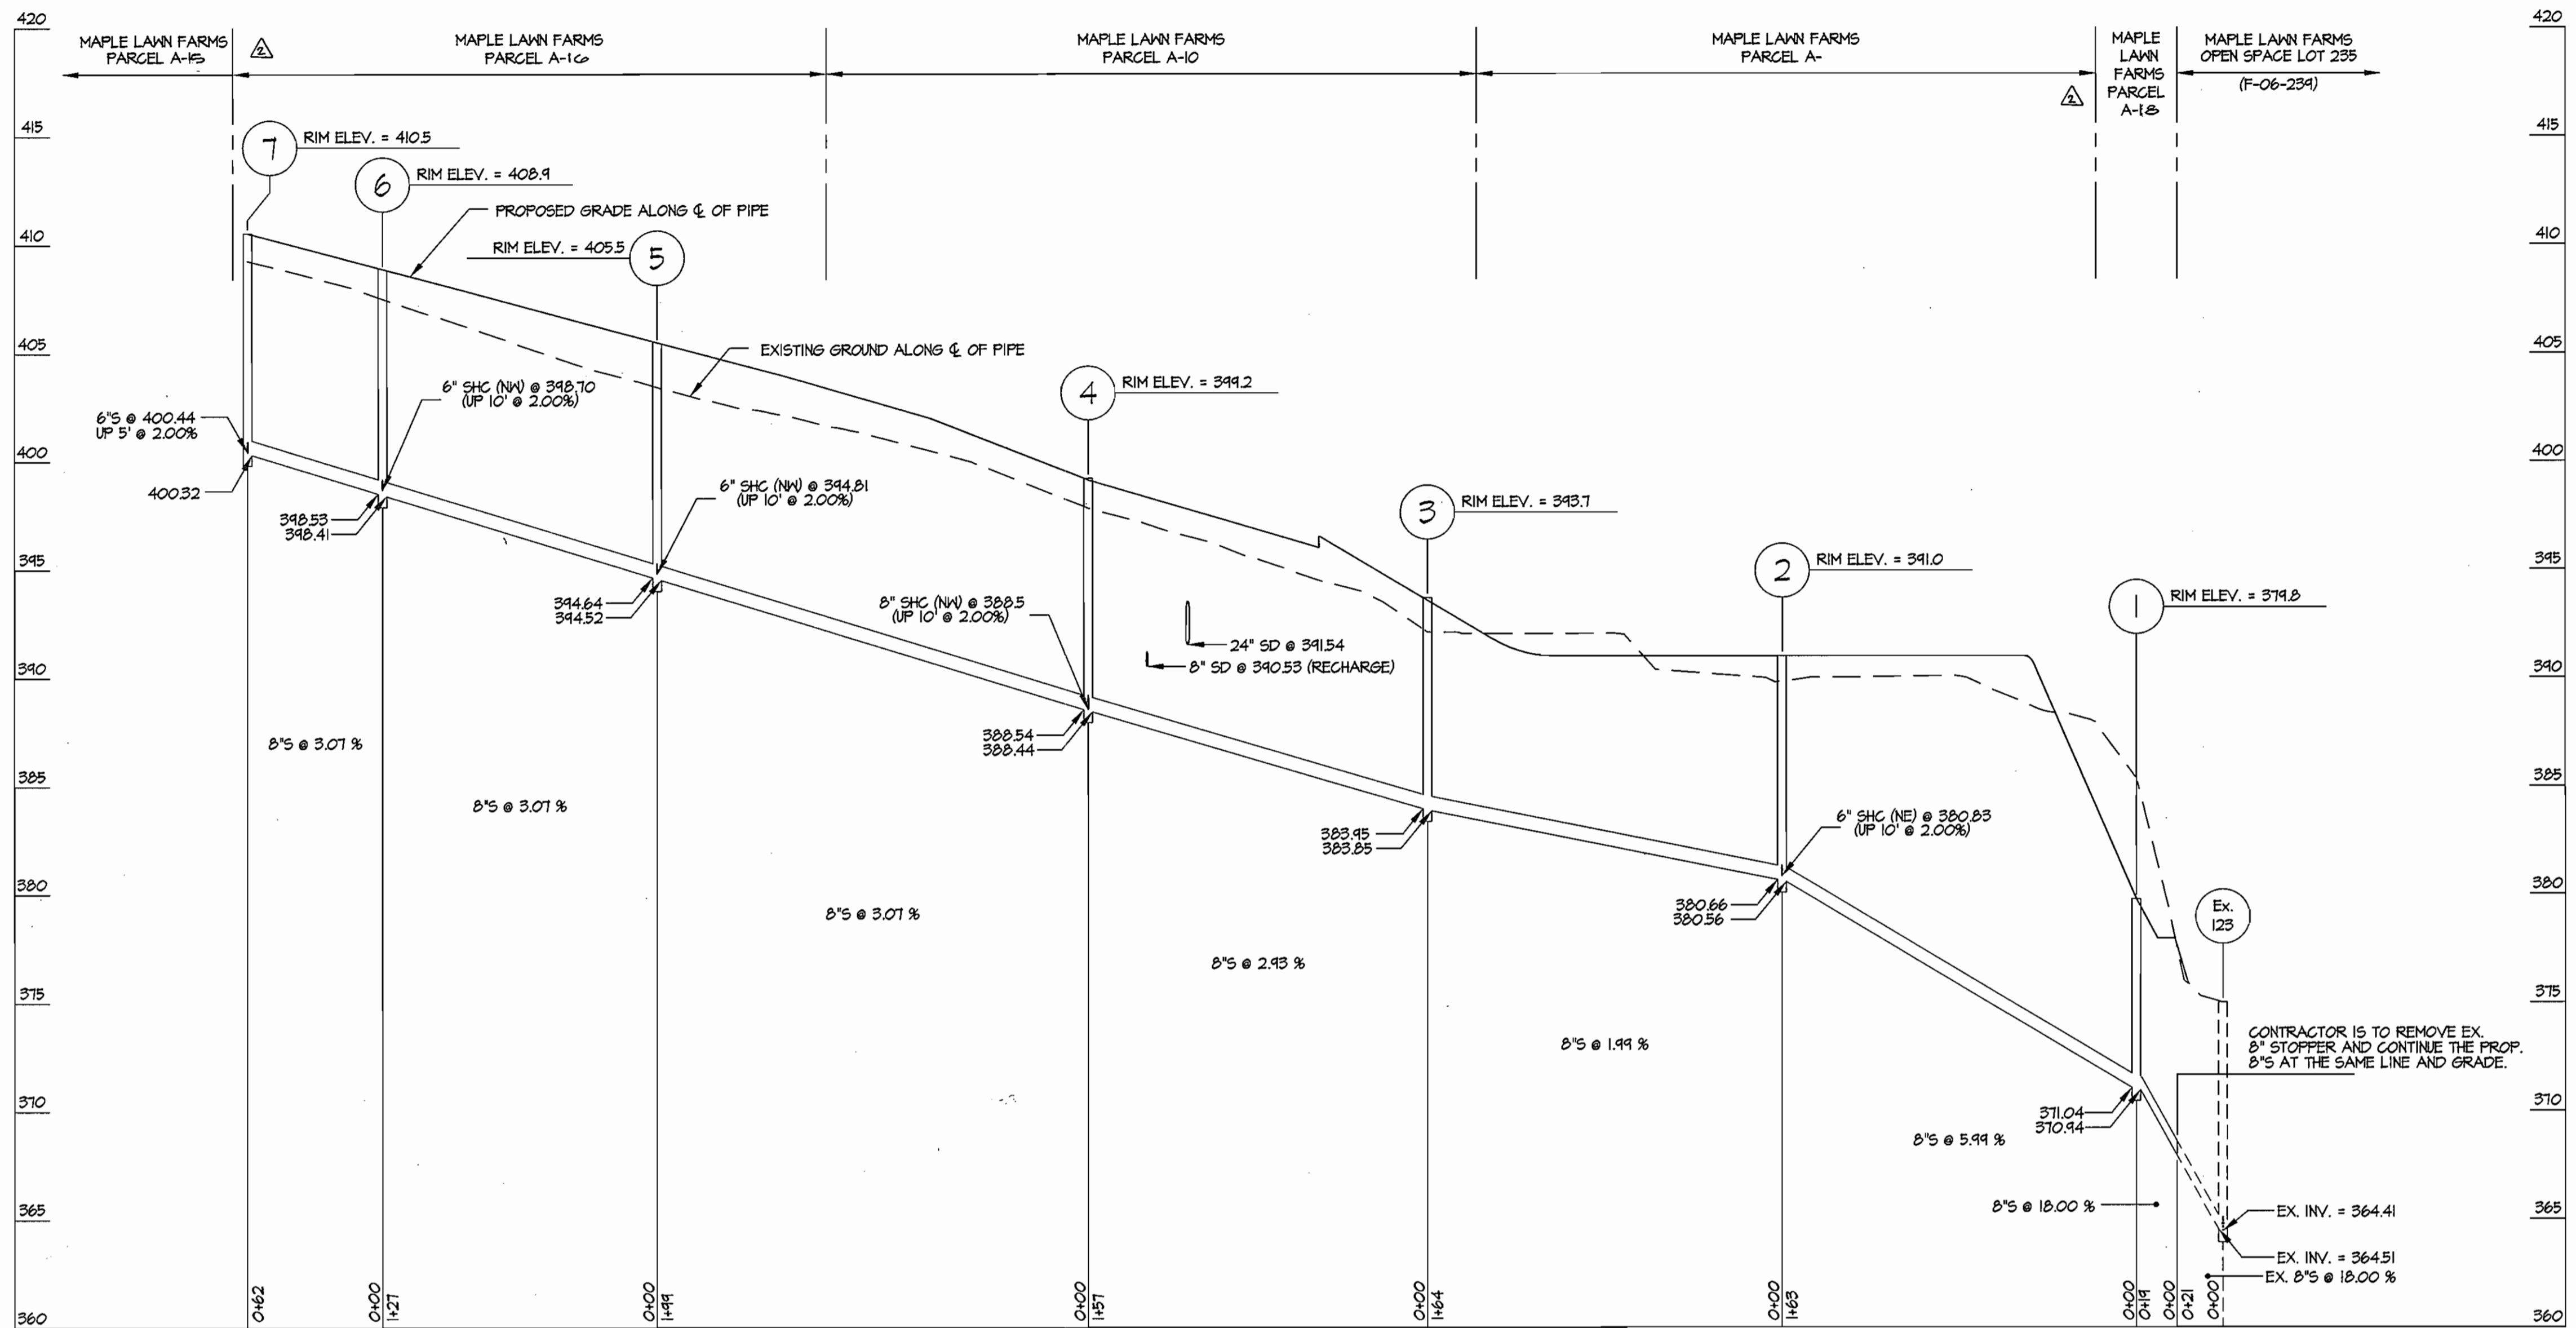 420
420
MAPLE LAWN FARMS
PARCEL A-15
2
MAPLE LAWN FARMS
PARCEL A-16
MAPLE LAWN FARMS
PARCEL A-10
MAPLE LAWN FARMS
PARCEL A-
2
MAPLE
LAWN
FARMS
PARCEL
A-18
MAPLE LAWN FARMS
OPEN SPACE LOT 235
(F-06-239)
415
415
7
RIM ELEV. = 410.5
6
RIM ELEV. = 408.9
PROPOSED GRADE ALONG ℄ OF PIPE
RIM ELEV. = 405.5
5
410
410
405
405
EXISTING GROUND ALONG ℄ OF PIPE
6" SHC (NW) @ 398.70
(UP 10' @ 2.00%)
4
RIM ELEV. = 399.2
6"S @ 400.44
UP 5' @ 2.00%
400
400
400.32
6" SHC (NW) @ 394.81
(UP 10' @ 2.00%)
398.53
398.41
3
RIM ELEV. = 393.7
395
395
2
RIM ELEV. = 391.0
394.64
394.52
8" SHC (NW) @ 388.5
(UP 10' @ 2.00%)
1
RIM ELEV. = 379.8
24" SD @ 391.54
8" SD @ 390.53 (RECHARGE)
390
390
388.54
388.44
8"S @ 3.07 %
385
385
8"S @ 3.07 %
383.95
383.85
6" SHC (NE) @ 380.83
(UP 10' @ 2.00%)
380
380
380.66
380.56
8"S @ 3.07 %
Ex.
123
8"S @ 2.93 %
375
375
8"S @ 1.99 %
CONTRACTOR IS TO REMOVE EX.
8" STOPPER AND CONTINUE THE PROP.
8"S AT THE SAME LINE AND GRADE.
370
370
371.04
370.94
8"S @ 5.99 %
8"S @ 18.00 %
365
365
EX. INV. = 364.41
EX. INV. = 364.51
EX. 8"S @ 18.00 %
360
0+62
0+00
1+27
0+00
1+99
0+00
1+57
0+00
1+64
0+00
1+63
0+00
0+19
0+00
0+21
0+00
360